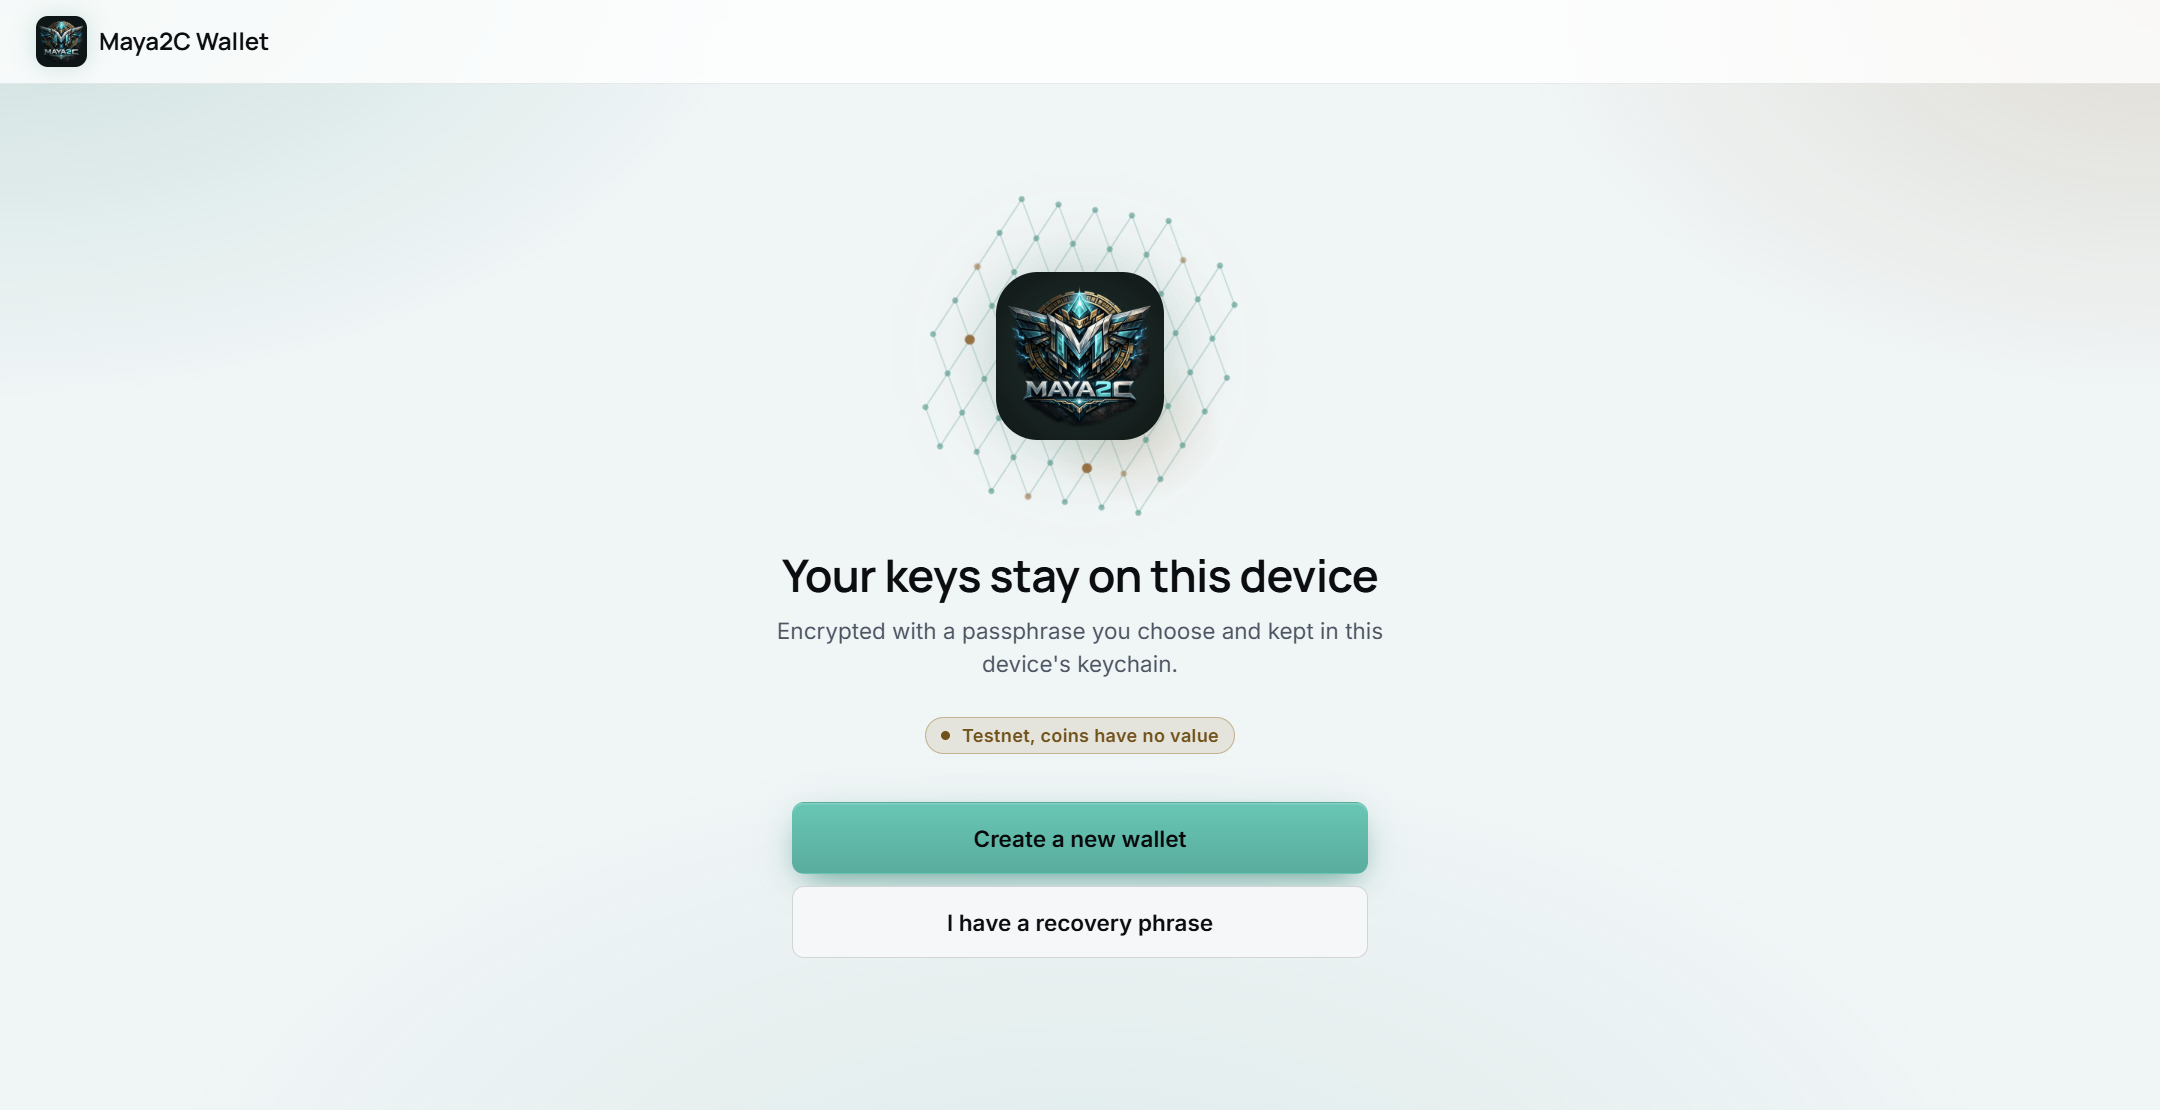 Maya2C Wallet
MAYA2C
Your keys stay on this device
Encrypted with a passphrase you choose and kept in this
device's keychain.
Testnet, coins have no value
Create a new wallet
I have a recovery phrase